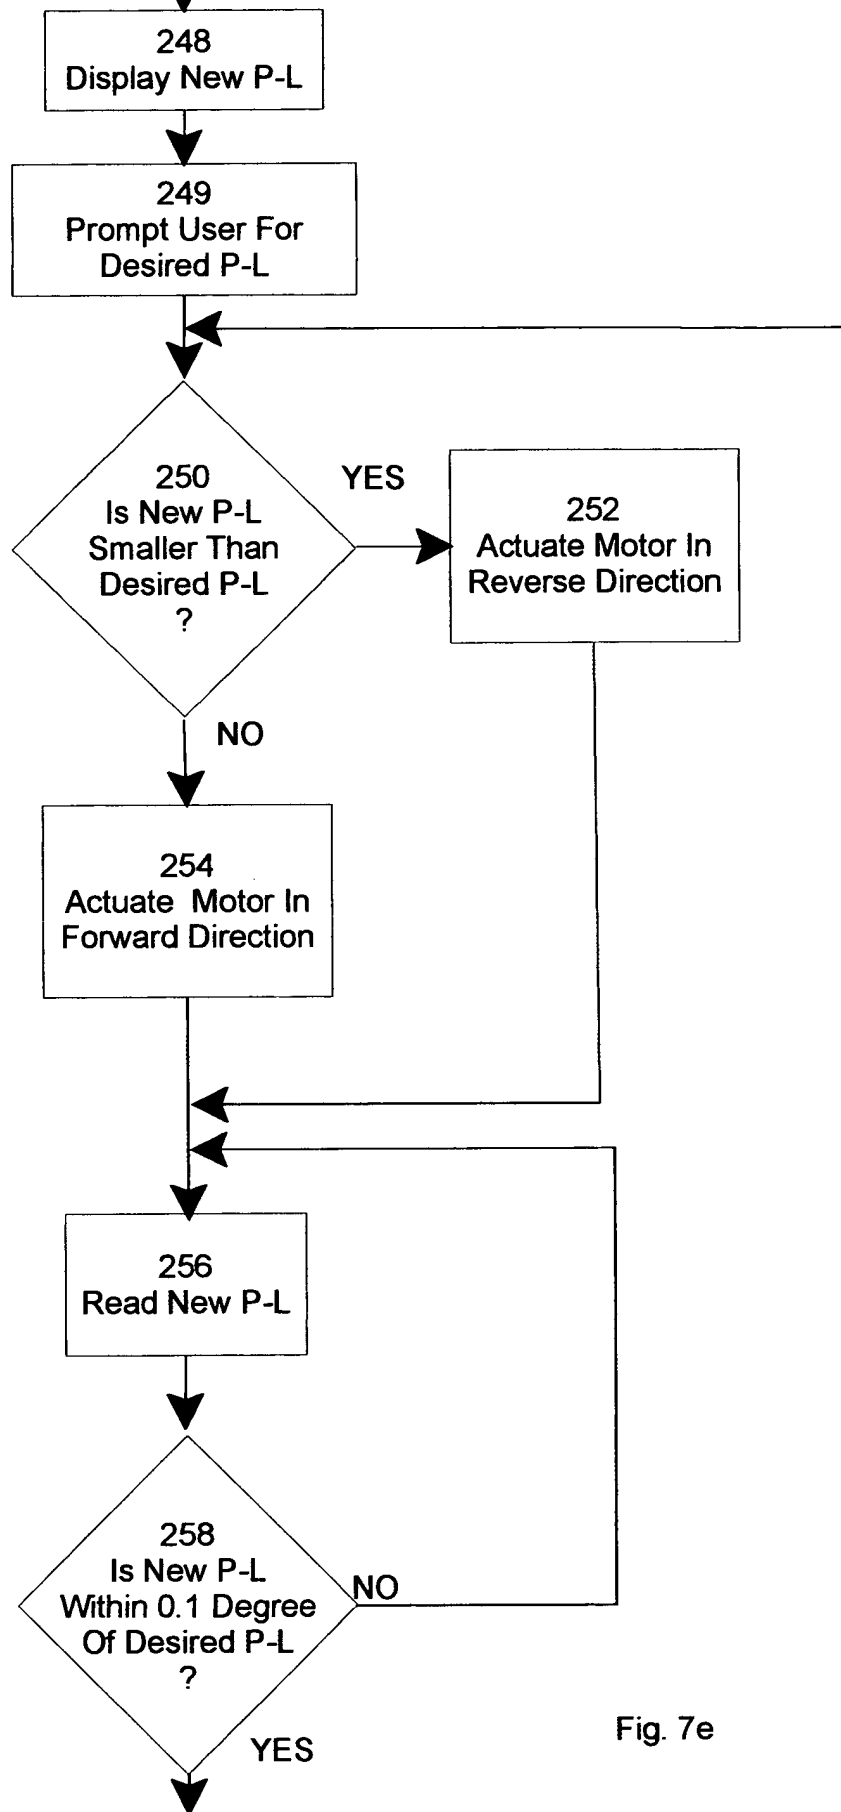 248
Display New P-L
249
Prompt User For
Desired P-L
250
Is New P-L
Smaller Than
Desired P-L
?
YES
252
Actuate Motor In
Reverse Direction
NO
254
Actuate Motor In
Forward Direction
256
Read New P-L
258
Is New P-L
Within 0.1 Degree
Of Desired P-L
?
NO
YES
Fig. 7e